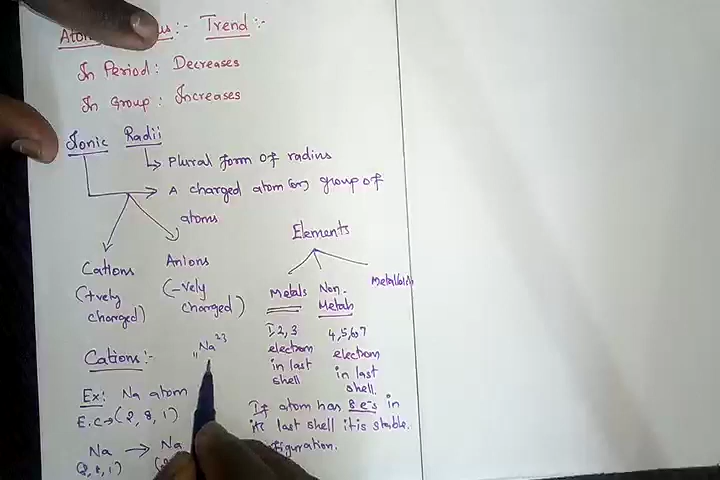 Trend :-
In Period : Decreases
In Group : Increases
Ionic Radii
Plural form of radius
A charged atom (or) group of
atoms
Elements
Cations
(+vely
charged)
Anions
(-vely
charged)
Metals
1, 2, 3
electron
in last
shell
Non-
Metals
4, 5, 6, 7
electron
in last
shell.
Metalloids
Cations :-
11Na23
Ex: Na atom
E.C → (2, 8, 1)
Na → Na
(2, 8, 1)
If atom has 8 e-s in
its last shell it is stable.